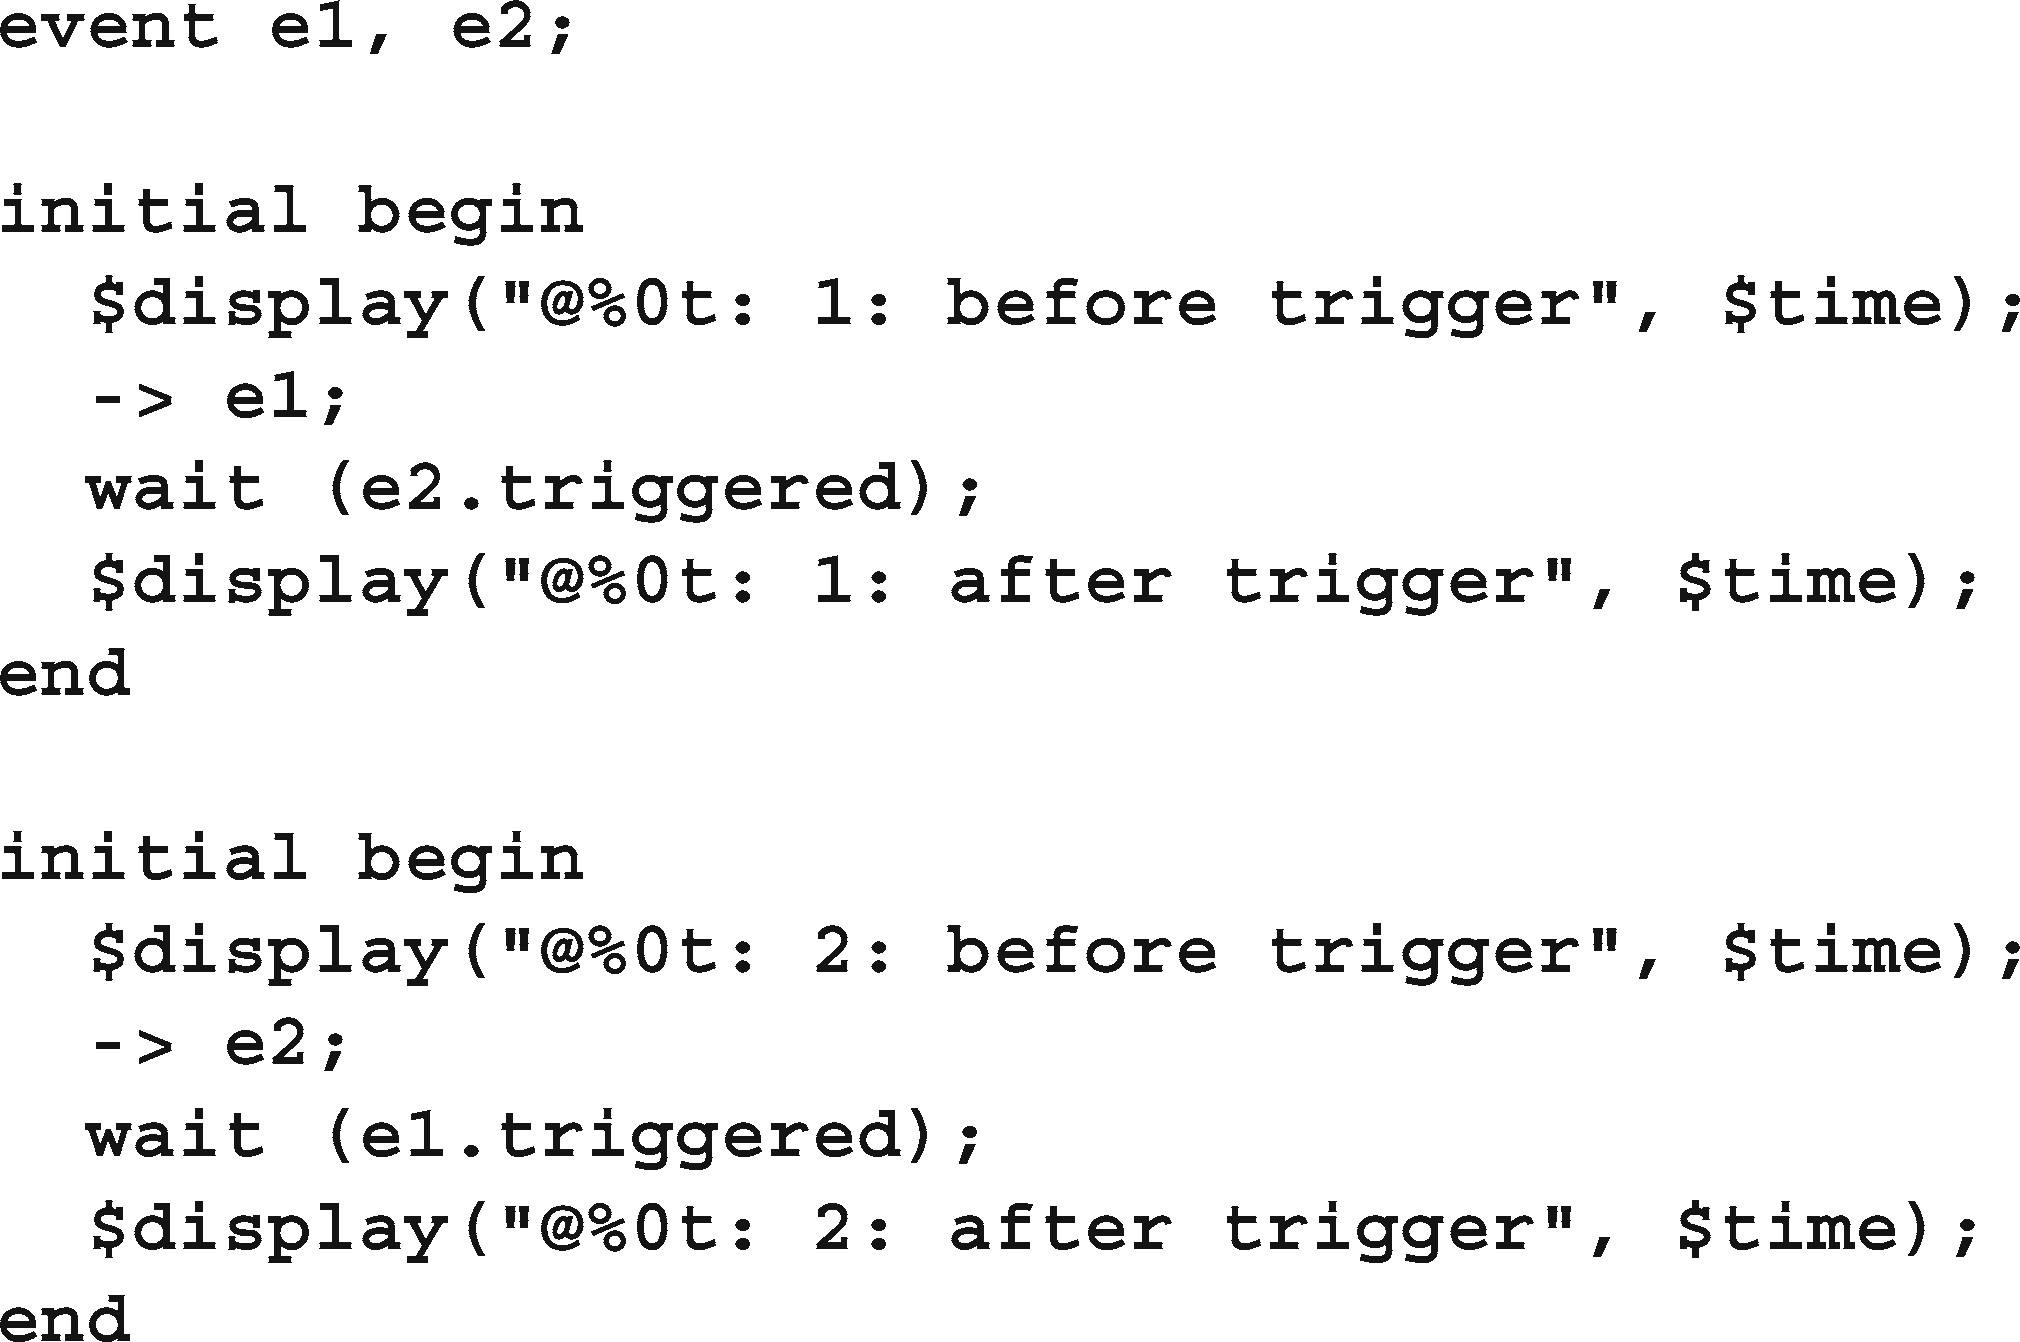 event e1, e2;
initial begin
$display("@%0t: 1: before trigger", $time);
-> e1;
wait (e2.triggered);
$display("@%0t: 1: after trigger", $time);
end
initial begin
$display("@%0t: 2: before trigger", $time);
-> e2;
wait (e1.triggered);
$display("@%0t: 2: after trigger", $time);
end